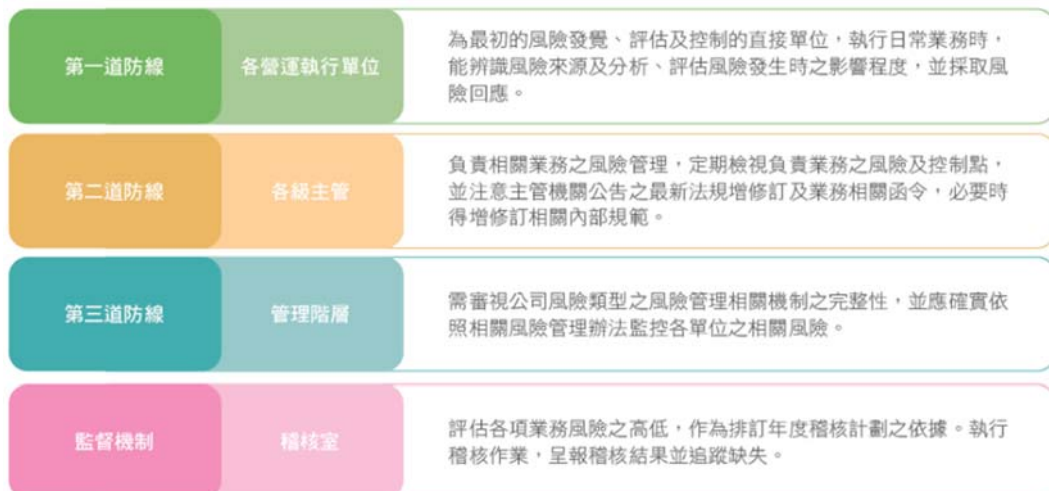 第一道防線
各營運執行單位
為最初的風險發覺、評估及控制的直接單位，執行日常業務時，
能辨識風險來源及分析、評估風險發生時之影響程度，並採取風
險回應。
第二道防線
各級主管
負責相關業務之風險管理，定期檢視負責業務之風險及控制點，
並注意主管機關公告之最新法規增修訂及業務相關函令，必要時
得增修訂相關內部規範。
第三道防線
管理階層
需審視公司風險類型之風險管理相關機制之完整性，並應確實依
照相關風險管理辦法監控各單位之相關風險。
監督機制
稽核室
評估各項業務風險之高低，作為排訂年度稽核計劃之依據。執行
稽核作業，呈報稽核結果並追蹤缺失。